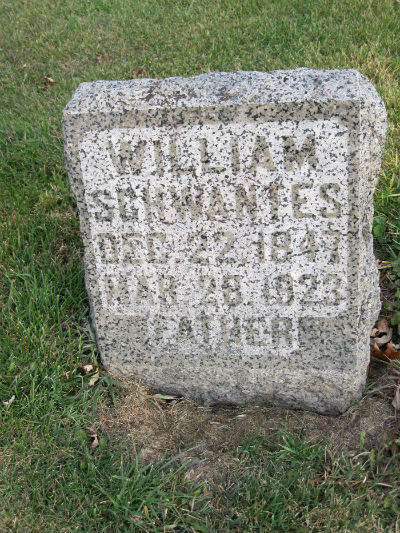 WILLIAM
SCHWANTES
DEC 22 1847
MAR 28 1923
FATHER